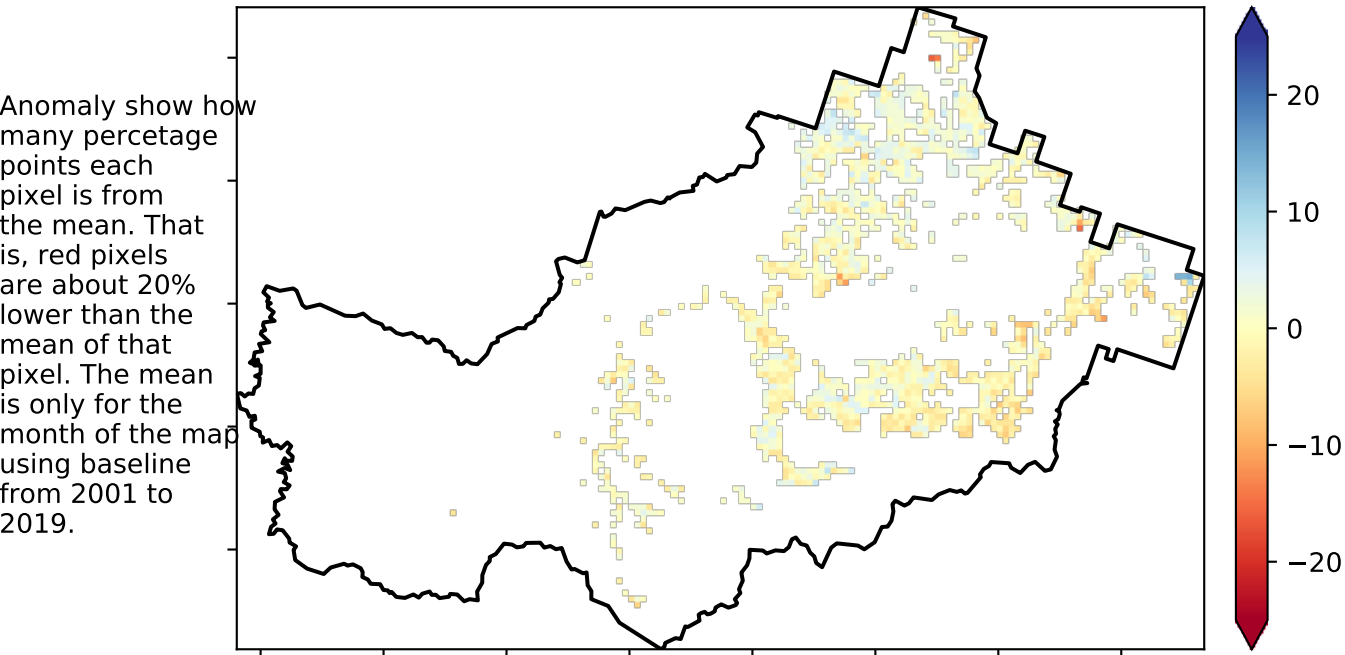 Anomaly show how
many percetage
points each
pixel is from
the mean. That
is, red pixels
are about 20%
lower than the
mean of that
pixel. The mean
is only for the
month of the map
using baseline
from 2001 to
2019.
20
10
0
−10
−20